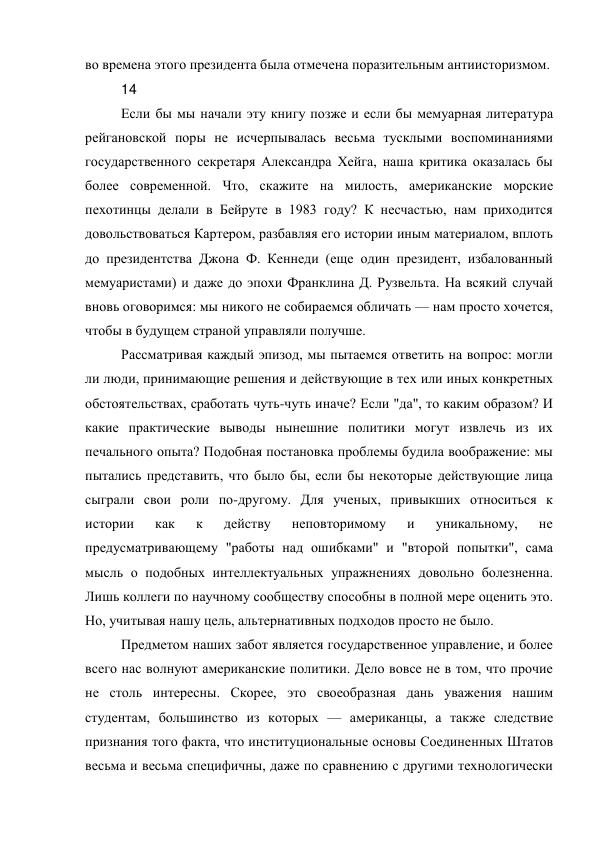 во времена этого президента была отмечена поразительным антиисторизмом.
14
Если бы мы начали эту книгу позже и если бы мемуарная литература
рейгановской поры не исчерпывалась весьма тусклыми воспоминаниями
государственного секретаря Александра Хейга, наша критика оказалась бы
более современной. Что, скажите на милость, американские морские
пехотинцы делали в Бейруте в 1983 году? К несчастью, нам приходится
довольствоваться Картером, разбавляя его истории иным материалом, вплоть
до президентства Джона Ф. Кеннеди (еще один президент, избалованный
мемуаристами) и даже до эпохи Франклина Д. Рузвельта. На всякий случай
вновь оговоримся: мы никого не собираемся обличать — нам просто хочется,
чтобы в будущем страной управляли получше.
Рассматривая каждый эпизод, мы пытаемся ответить на вопрос: могли
ли люди, принимающие решения и действующие в тех или иных конкретных
обстоятельствах, сработать чуть-чуть иначе? Если "да", то каким образом? И
какие практические выводы нынешние политики могут извлечь из их
печального опыта? Подобная постановка проблемы будила воображение: мы
пытались представить, что было бы, если бы некоторые действующие лица
сыграли свои роли по-другому. Для ученых, привыкших относиться к
истории как к действу неповторимому и уникальному, не
предусматривающему "работы над ошибками" и "второй попытки", сама
мысль о подобных интеллектуальных упражнениях довольно болезненна.
Лишь коллеги по научному сообществу способны в полной мере оценить это.
Но, учитывая нашу цель, альтернативных подходов просто не было.
Предметом наших забот является государственное управление, и более
всего нас волнуют американские политики. Дело вовсе не в том, что прочие
не столь интересны. Скорее, это своеобразная дань уважения нашим
студентам, большинство из которых — американцы, а также следствие
признания того факта, что институциональные основы Соединенных Штатов
весьма и весьма специфичны, даже по сравнению с другими технологически